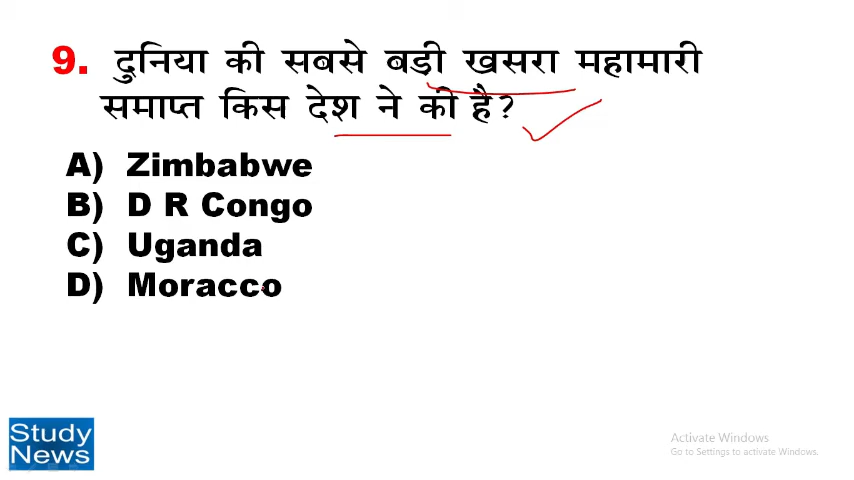 9. दुनिया की सबसे बड़ी खसरा महामारी
समाप्त किस देश ने की है?
A) Zimbabwe
B) D R Congo
C) Uganda
D) Moracco
Study
News
Activate Windows
Go to Settings to activate Windows.